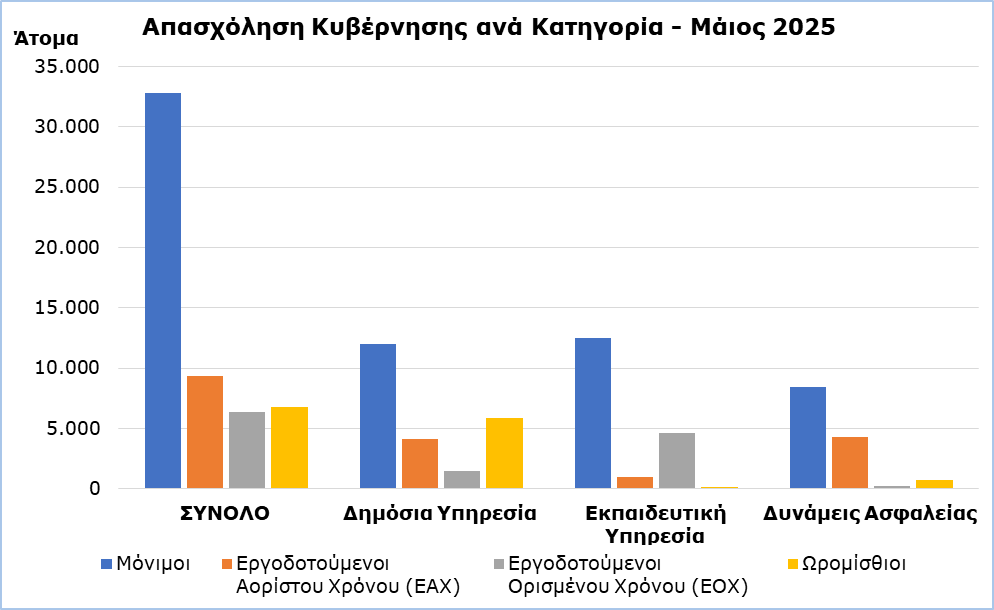 Απασχόληση Κυβέρνησης ανά Κατηγορία - Μάιος 2025
Άτομα
35.000
30.000
25.000
20.000
15.000
10.000
5.000
0
ΣΥΝΟΛΟ
Δημόσια Υπηρεσία
Εκπαιδευτική
Υπηρεσία
Δυνάμεις Ασφαλείας
Μόνιμοι
Εργοδοτούμενοι
Αορίστου Χρόνου (ΕΑΧ)
Εργοδοτούμενοι
Ορισμένου Χρόνου (ΕΟΧ)
Ωρομίσθιοι